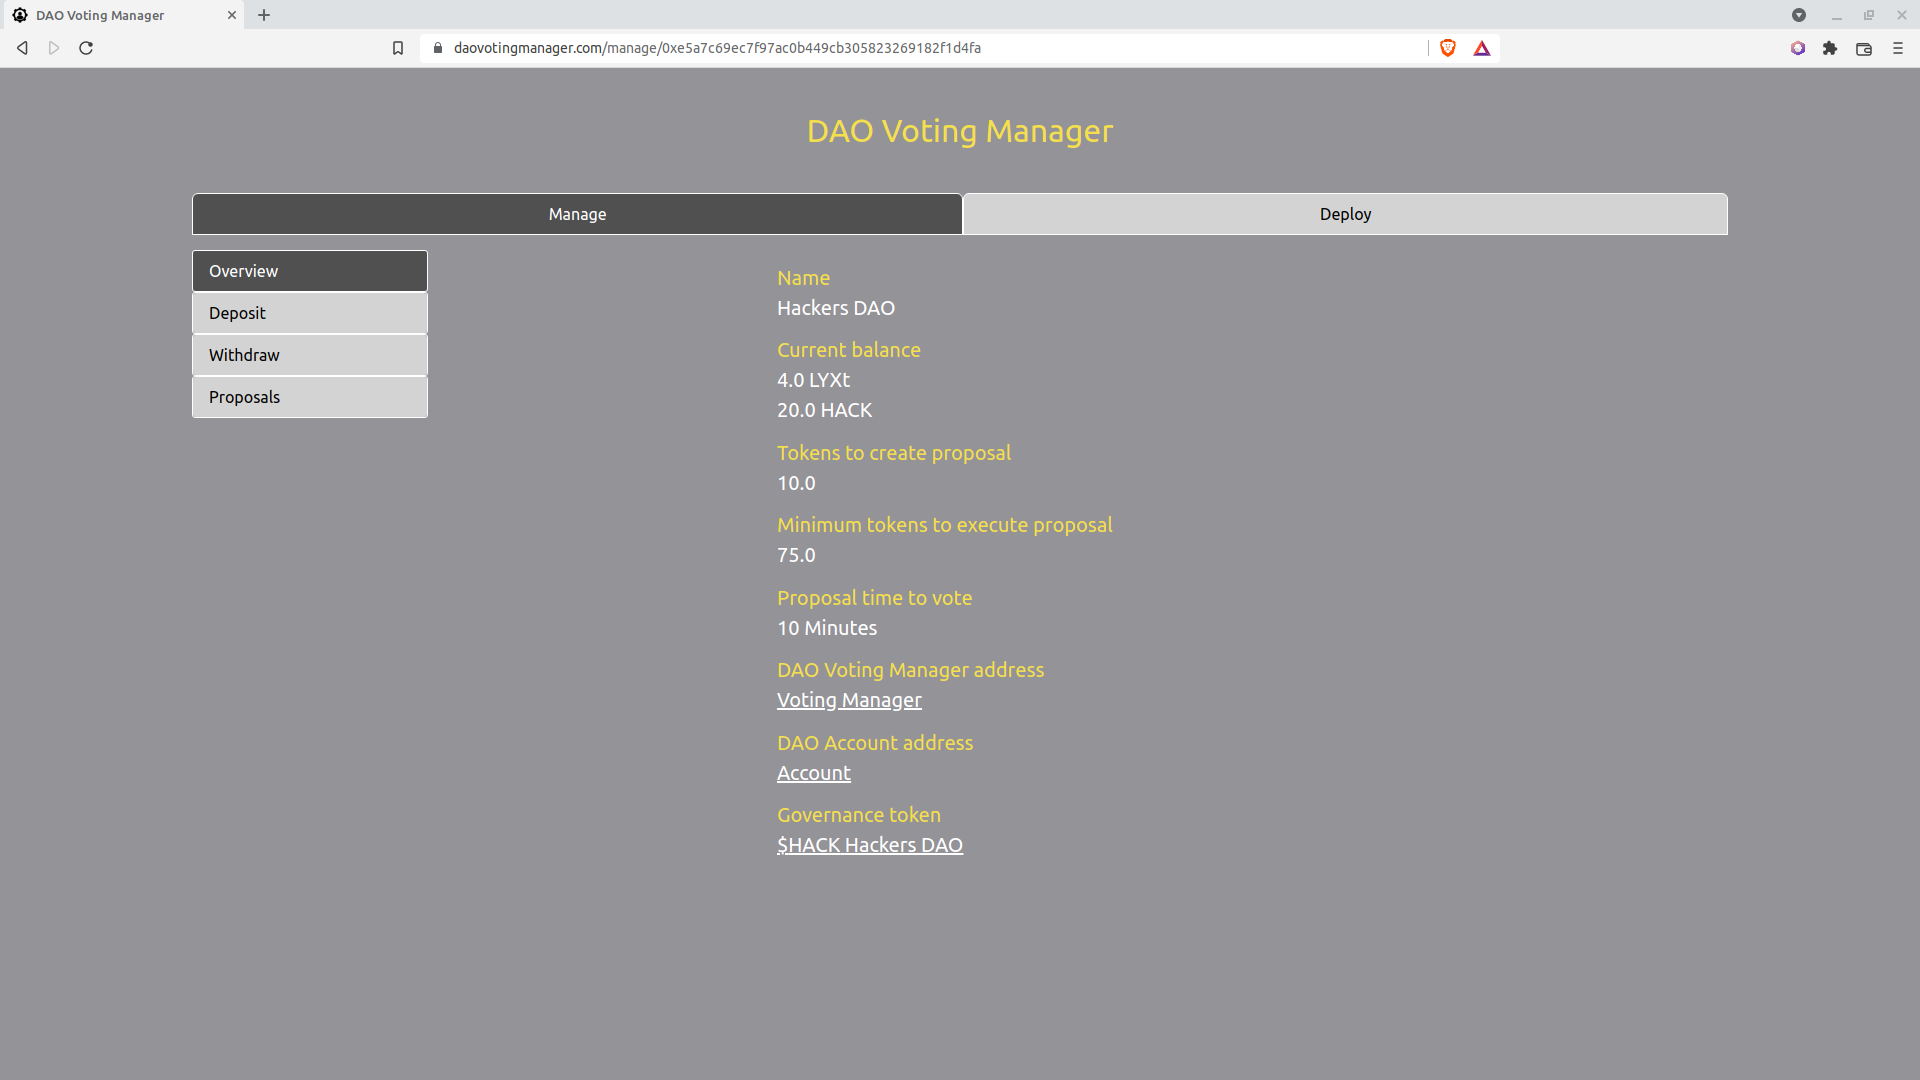 DAO Voting Manager
daovotingmanager.com/manage/0xe5a7c69ec7f97ac0b449cb305823269182f1d4fa
DAO Voting Manager
Manage
Deploy
Overview
Deposit
Withdraw
Proposals
Name
Hackers DAO
Current balance
4.0 LYXt
20.0 HACK
Tokens to create proposal
10.0
Minimum tokens to execute proposal
75.0
Proposal time to vote
10 Minutes
DAO Voting Manager address
Voting Manager
DAO Account address
Account
Governance token
$HACK Hackers DAO